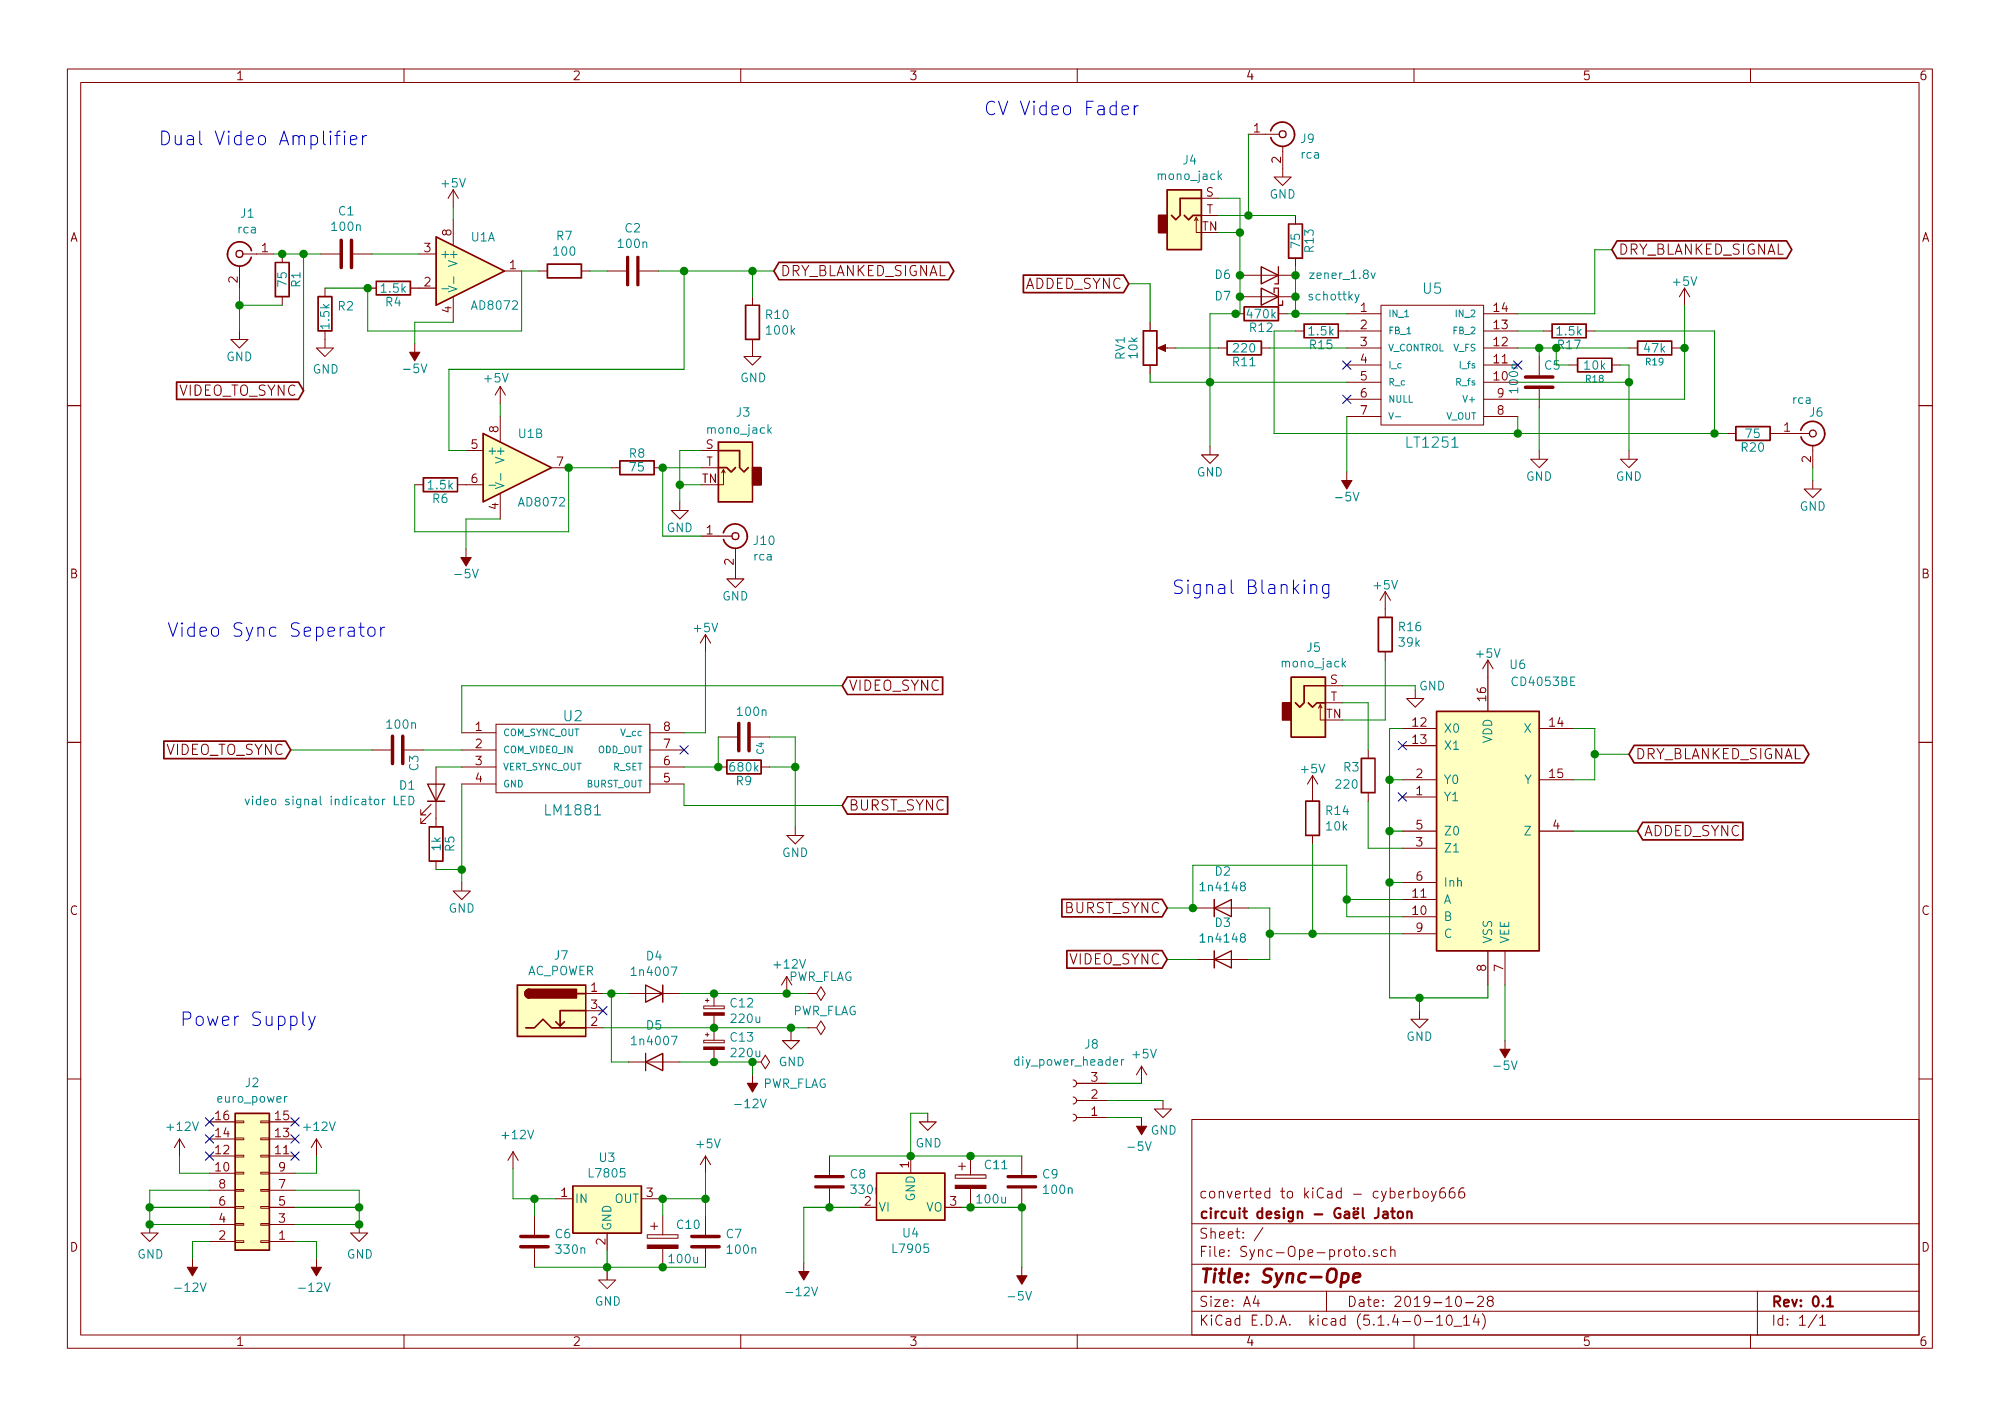 1 2 3 4 5 6
A
B
C
D
CV Video Fader
Dual Video Amplifier
J1
rca
1
2
GND
75
R1
C1
100n
VIDEO_TO_SYNC
1.5k
R2
GND
1.5k
R4
+5V
8
3
2
1
4
++
V+
-
V-
U1A
AD8072
-5V
R7
100
C2
100n
DRY_BLANKED_SIGNAL
R10
100k
GND
+5V
8
5
6
7
4
++
V+
-
V-
U1B
AD8072
1.5k
R6
-5V
R8
75
J3
mono_jack
S
T
TN
GND
1
2
J10
rca
GND
J9
rca
1
2
GND
J4
mono_jack
S
T
TN
75
R13
D6
zener_1.8v
D7
schottky
470k
R12
ADDED_SYNC
RV1
10k
220
R11
1.5k
R15
U5
1 IN_1 IN_2 14
2 FB_1 FB_2 13
3 V_CONTROL V_FS 12
4 I_c I_fs 11
5 R_c R_fs 10
6 NULL V+ 9
7 V- V_OUT 8
LT1251
DRY_BLANKED_SIGNAL
+5V
1.5k
R17
47k
R19
10k
R18
C5
100n
GND
-5V
GND
GND
75
R20
rca
J6
1
2
GND
Video Sync Seperator
+5V
VIDEO_SYNC
VIDEO_TO_SYNC
100n
C3
U2
1 COM_SYNC_OUT V_cc 8
2 COM_VIDEO_IN ODD_OUT 7
3 VERT_SYNC_OUT R_SET 6
4 GND BURST_OUT 5
LM1881
D1
video signal indicator LED
1k
R5
GND
100n
C4
680k
R9
BURST_SYNC
GND
Signal Blanking
+5V
R16
39k
J5
mono_jack
S
T
TN
GND
+5V
R14
10k
R3
220
+5V
U6
CD4053BE
16
VDD
12 X0 X 14
13 X1
2 Y0 Y 15
1 Y1
5 Z0 Z 4
3 Z1
6 Inh
11 A
10 B
9 C
VSS
VEE
8
7
DRY_BLANKED_SIGNAL
ADDED_SYNC
D2
1n4148
BURST_SYNC
D3
1n4148
VIDEO_SYNC
GND
-5V
Power Supply
J7
AC_POWER
1
3
2
D4
1n4007
D5
1n4007
+12V
PWR_FLAG
+
C12
220u
PWR_FLAG
+
C13
220u
GND
PWR_FLAG
-12V
J8
diy_power_header
3
2
1
+5V
GND
-5V
J2
euro_power
16 15
14 13
12 11
10 9
8 7
6 5
4 3
2 1
+12V
+12V
GND
GND
-12V
-12V
+12V
U3
L7805
1 IN OUT 3
GND
2
C6
330n
+
C10
100u
+5V
C7
100n
GND
GND
C8
330n
1
GND
2 VI VO 3
U4
L7905
+
C11
100u
C9
100n
-12V
-5V
converted to kiCad - cyberboy666
circuit design - Gaël Jaton
Sheet: /
File: Sync-Ope-proto.sch
Title: Sync-Ope
Size: A4 Date: 2019-10-28 Rev: 0.1
KiCad E.D.A. kicad (5.1.4-0-10_14) Id: 1/1
A
B
C
D
1 2 3 4 5 6